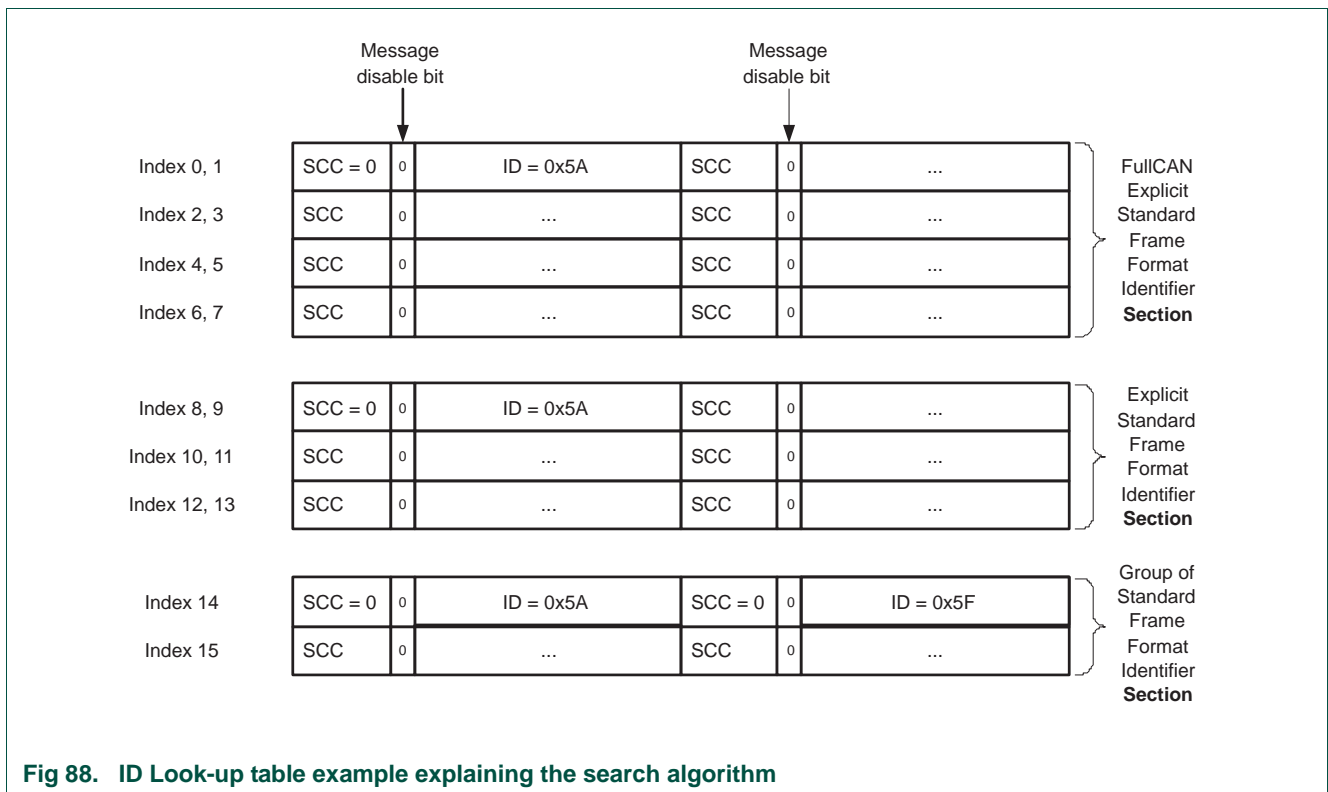 Message
disable bit
Message
disable bit
Index 0, 1 SCC = 0 0 ID = 0x5A SCC 0 ...
Index 2, 3 SCC 0 ... SCC 0 ...
Index 4, 5 SCC 0 ... SCC 0 ...
Index 6, 7 SCC 0 ... SCC 0 ...
FullCAN
Explicit
Standard
Frame
Format
Identifier
Section
Index 8, 9 SCC = 0 0 ID = 0x5A SCC 0 ...
Index 10, 11 SCC 0 ... SCC 0 ...
Index 12, 13 SCC 0 ... SCC 0 ...
Explicit
Standard
Frame
Format
Identifier
Section
Index 14 SCC = 0 0 ID = 0x5A SCC = 0 0 ID = 0x5F
Index 15 SCC 0 ... SCC 0 ...
Group of
Standard
Frame
Format
Identifier
Section
Fig 88. ID Look-up table example explaining the search algorithm